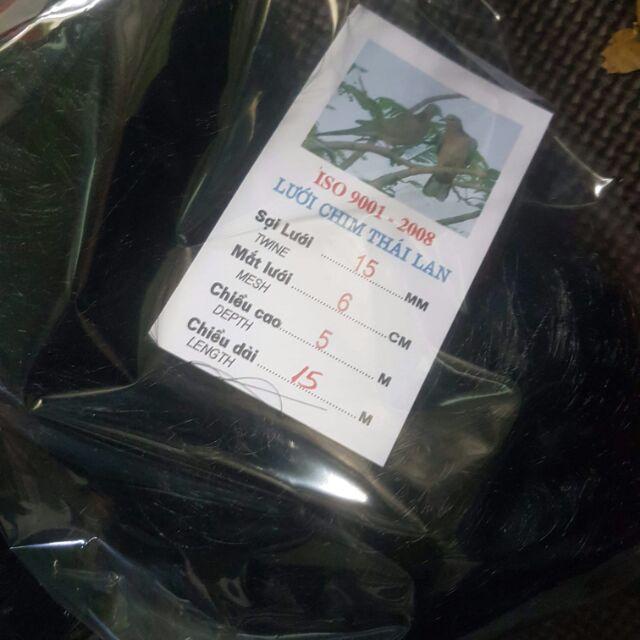 ISO 9001 - 2008
LƯỚI CHIM THÁI LAN
Sợi Lưới ........ 15 ........ MM
TWINE
Mắt lưới ........ 6 ........ CM
MESH
Chiều cao ........ 5 ........ M
DEPTH
Chiều dài ........ 15 ........ M
LENGTH